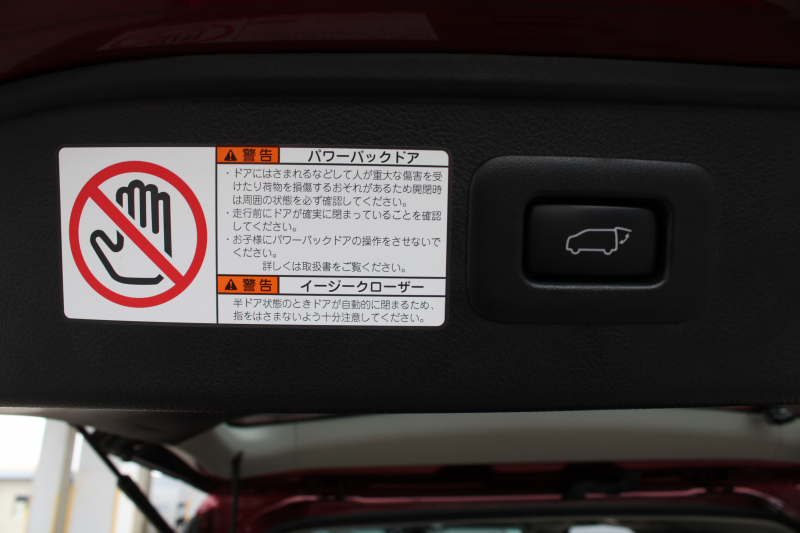 警告 パワーバックドア
・ドアにはさまれるなどして人が重大な傷害を受
けたり荷物を損傷するおそれがあるため開閉時
は周囲の状態を必ず確認してください。
・走行前にドアが確実に閉まっていることを確認
してください。
・お子様にパワーバックドアの操作をさせないで
ください。
詳しくは取扱書をご覧ください。
警告 イージークローザー
半ドア状態のときドアが自動的に閉まるため、
指をはさまないよう十分注意してください。